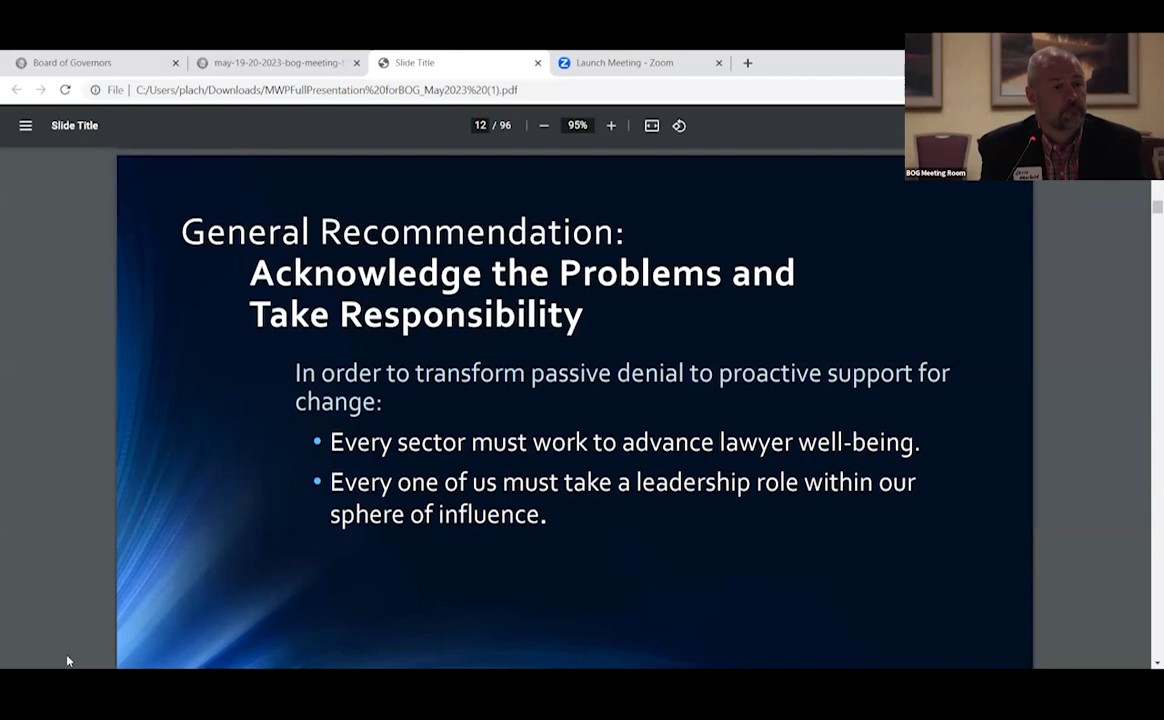 Board of Governors
may-19-20-2023-bog-meeting-
Slide Title
Launch Meeting - Zoom
File
C:/Users/plach/Downloads/MWPFullPresentation%20forBOG_May2023%20(1).pdf
Slide Title
12 / 96
95%
BOG Meeting Room
General Recommendation:
Acknowledge the Problems and
Take Responsibility
In order to transform passive denial to proactive support for
change:
• Every sector must work to advance lawyer well-being.
• Every one of us must take a leadership role within our
sphere of influence.